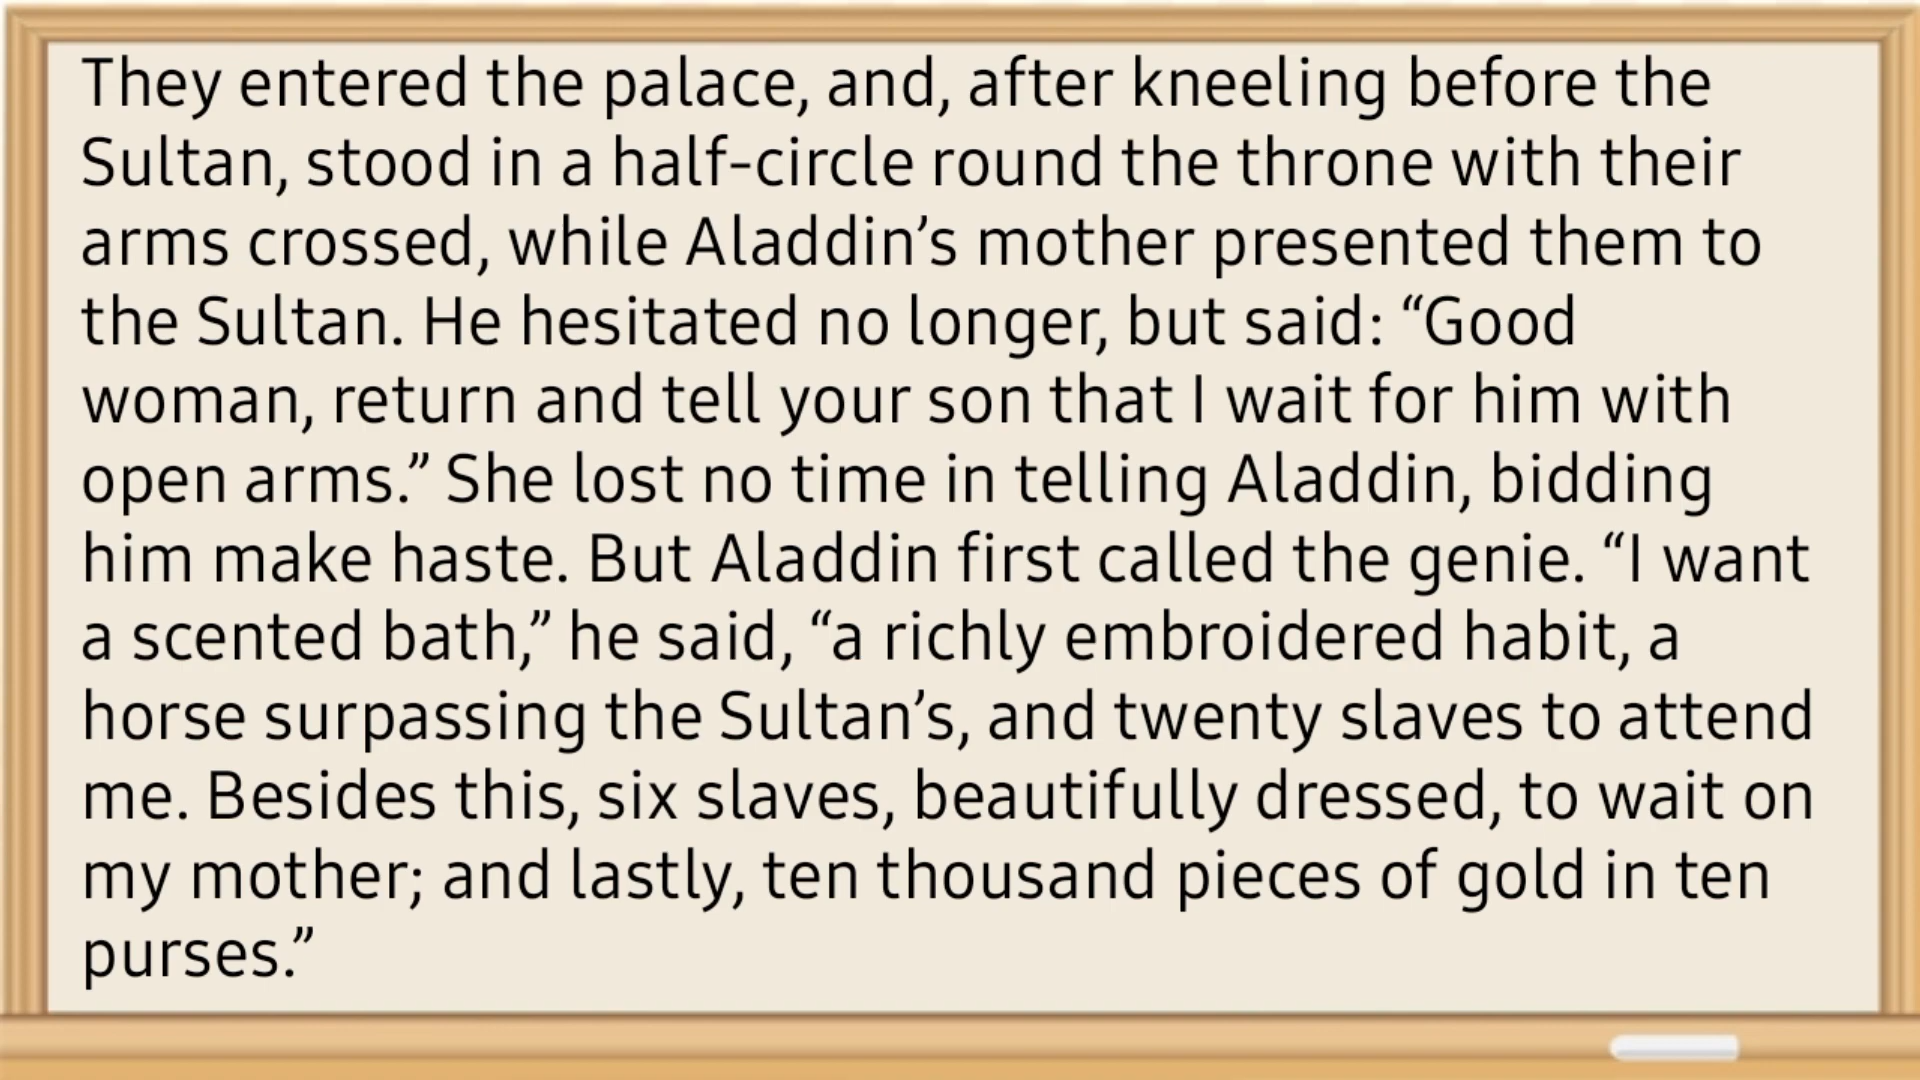 They entered the palace, and, after kneeling before the
Sultan, stood in a half-circle round the throne with their
arms crossed, while Aladdin’s mother presented them to
the Sultan. He hesitated no longer, but said: “Good
woman, return and tell your son that I wait for him with
open arms.” She lost no time in telling Aladdin, bidding
him make haste. But Aladdin first called the genie. “I want
a scented bath,” he said, “a richly embroidered habit, a
horse surpassing the Sultan’s, and twenty slaves to attend
me. Besides this, six slaves, beautifully dressed, to wait on
my mother; and lastly, ten thousand pieces of gold in ten
purses.”